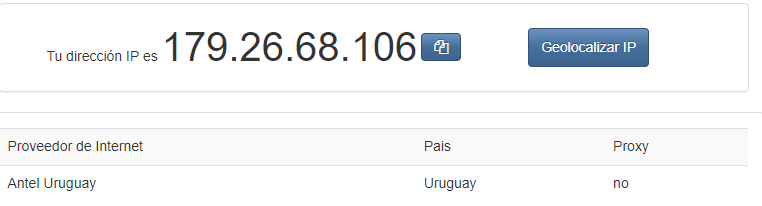 Tu dirección IP es 179.26.68.106 Geolocalizar IP
Proveedor de Internet Pais Proxy
Antel Uruguay Uruguay no